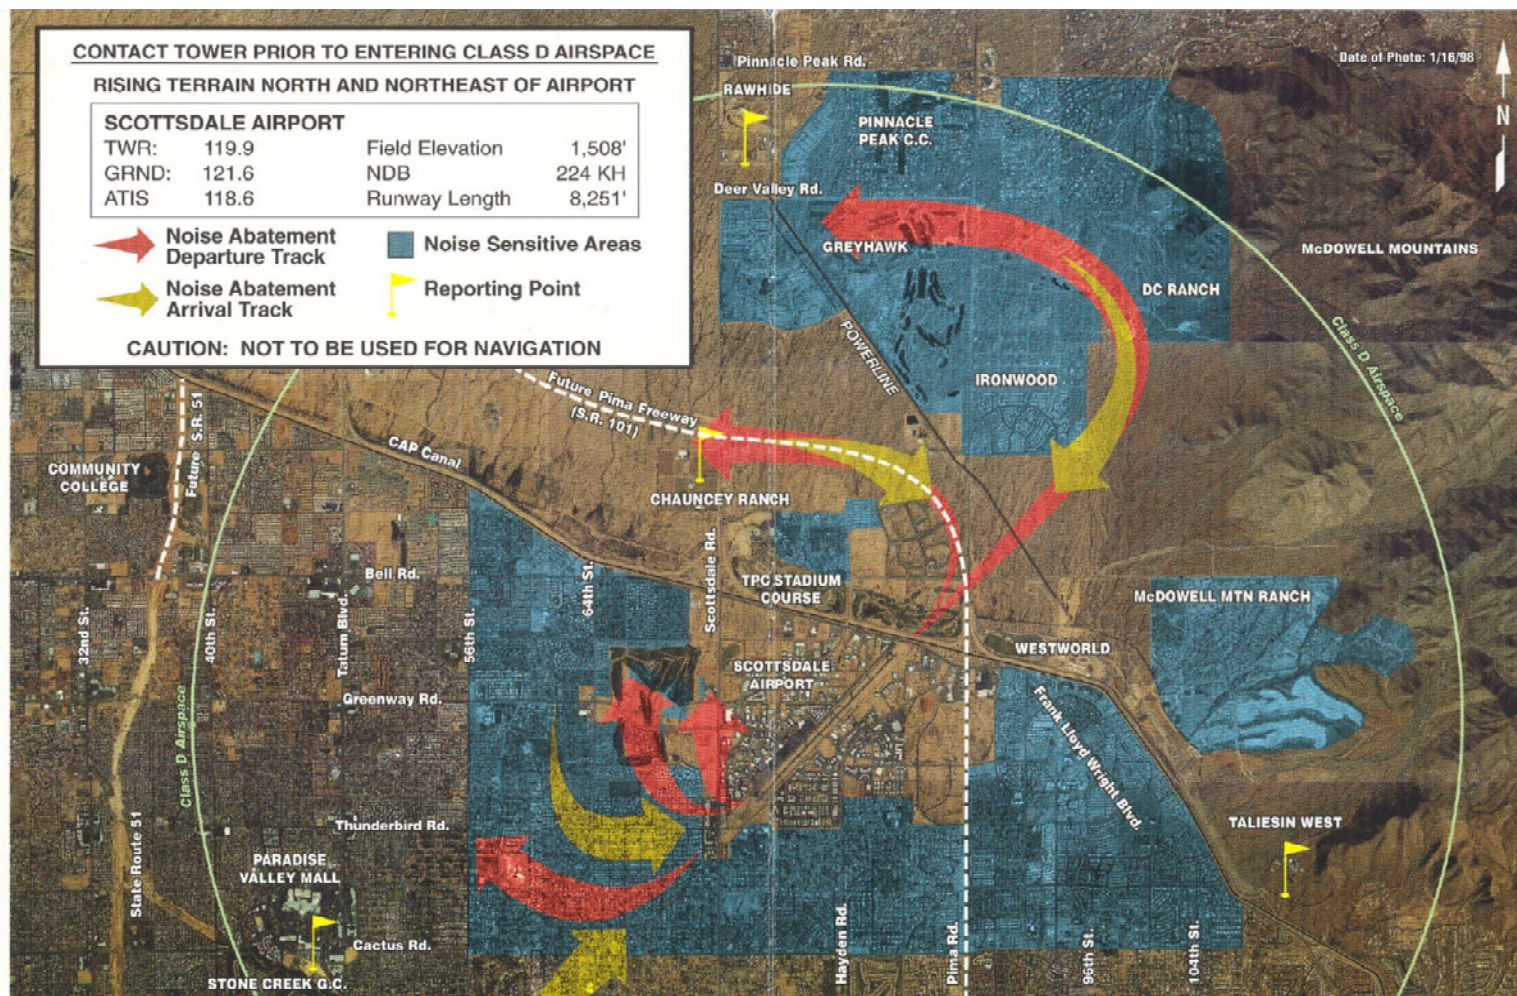 CONTACT TOWER PRIOR TO ENTERING CLASS D AIRSPACE
RISING TERRAIN NORTH AND NORTHEAST OF AIRPORT
SCOTTSDALE AIRPORT
TWR: 119.9 Field Elevation 1,508'
GRND: 121.6 NDB 224 KH
ATIS 118.6 Runway Length 8,251'
Noise Abatement
Departure Track
Noise Sensitive Areas
Noise Abatement
Arrival Track
Reporting Point
CAUTION: NOT TO BE USED FOR NAVIGATION
Date of Photo: 1/16/98
N
Pinnacle Peak Rd.
RAWHIDE
PINNACLE
PEAK C.C.
Deer Valley Rd.
GREYHAWK
McDOWELL MOUNTAINS
DC RANCH
Class D Airspace
POWERLINE
IRONWOOD
Future Pima Freeway
(S.R. 101)
Future S.R. 51
CAP Canal
COMMUNITY
COLLEGE
CHAUNCEY RANCH
Scottsdale Rd.
Bell Rd.
64th St.
TPC STADIUM
COURSE
McDOWELL MTN RANCH
32nd St.
40th St.
Tatum Blvd.
56th St.
WESTWORLD
SCOTTSDALE
AIRPORT
Greenway Rd.
Frank Lloyd Wright Blvd.
Class D Airspace
Thunderbird Rd.
TALIESIN WEST
State Route 51
PARADISE
VALLEY MALL
Cactus Rd.
Hayden Rd.
Pima Rd.
96th St.
104th St.
STONE CREEK G.C.